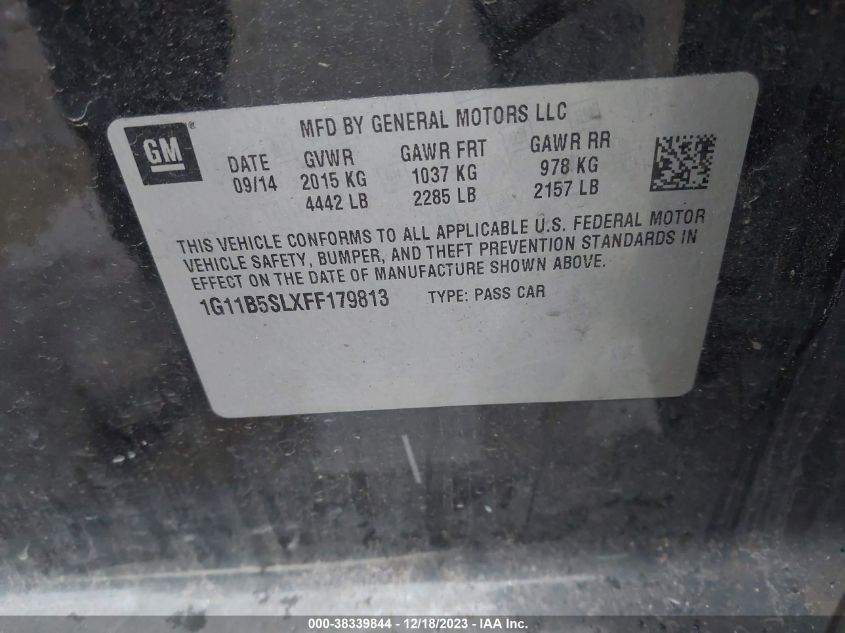 MFD BY GENERAL MOTORS LLC
GM®
DATE GVWR GAWR FRT GAWR RR
09/14 2015 KG 1037 KG 978 KG
4442 LB 2285 LB 2157 LB
THIS VEHICLE CONFORMS TO ALL APPLICABLE U.S. FEDERAL MOTOR
VEHICLE SAFETY, BUMPER, AND THEFT PREVENTION STANDARDS IN
EFFECT ON THE DATE OF MANUFACTURE SHOWN ABOVE.
1G11B5SLXFF179813 TYPE: PASS CAR
000-38339844 - 12/18/2023 - IAAI.COM